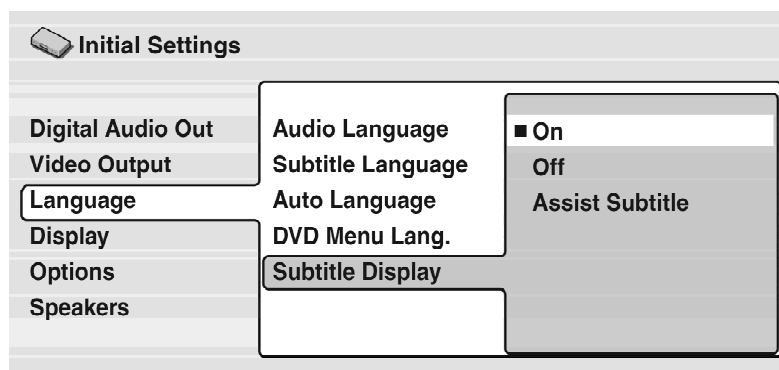 Initial Settings
Digital Audio Out
Video Output
Language
Display
Options
Speakers
Audio Language
Subtitle Language
Auto Language
DVD Menu Lang.
Subtitle Display
On
Off
Assist Subtitle